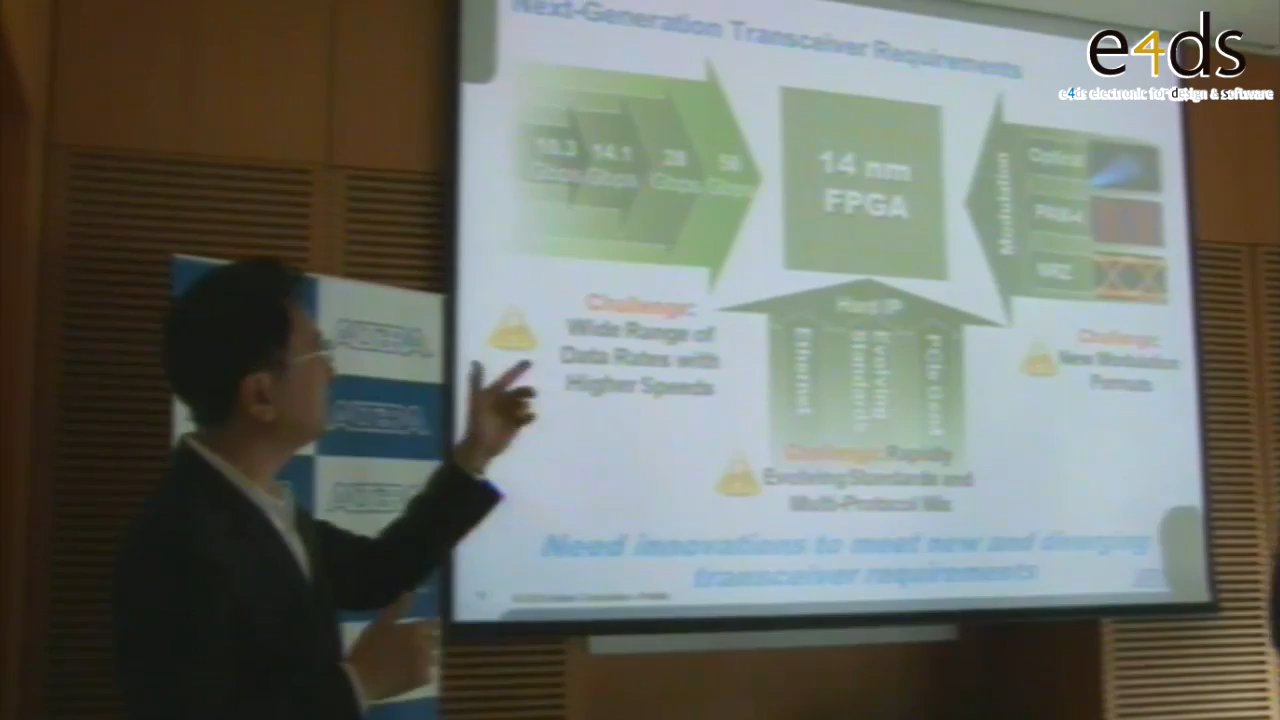 Next-Generation Transceiver Requirements
e4ds
e4ds electronic for design & software
10.3 14.1 28 56
Gbps Gbps Gbps Gbps
14 nm
FPGA
Modulation
Optical
PAM-4
NRZ
Challenge:
Wide Range of
Data Rates with
Higher Speeds
Hard IP
Ethernet
Evolving
Standards
PCIe Gen4
Challenge:
New Modulation
Formats
Challenge: Rapidly
Evolving Standards and
Multi-Protocol Mix
Need innovations to meet new and diverging
transceiver requirements
ALTERA
ALTERA
ALTERA